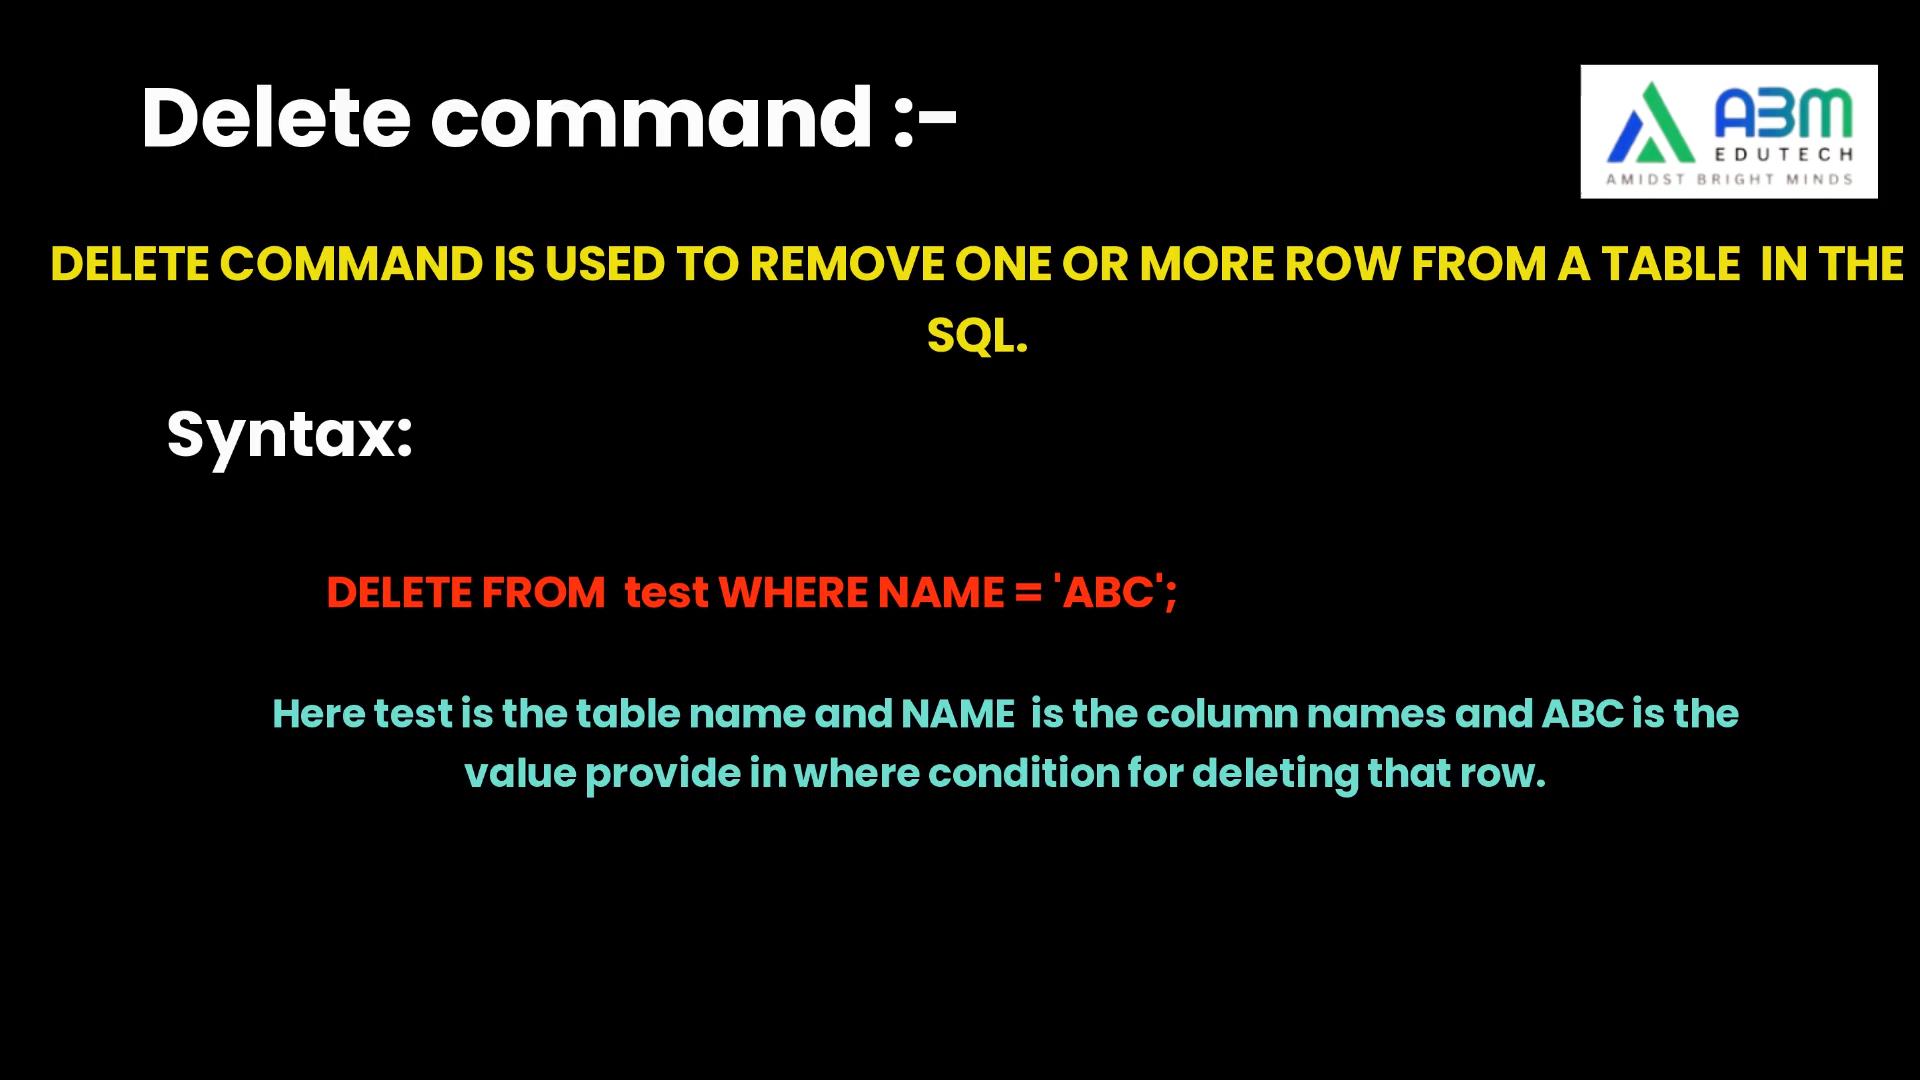 Delete command :-
ABM
EDUTECH
AMIDST BRIGHT MINDS
DELETE COMMAND IS USED TO REMOVE ONE OR MORE ROW FROM A TABLE IN THE
SQL.
Syntax:
DELETE FROM test WHERE NAME = 'ABC';
Here test is the table name and NAME is the column names and ABC is the
value provide in where condition for deleting that row.